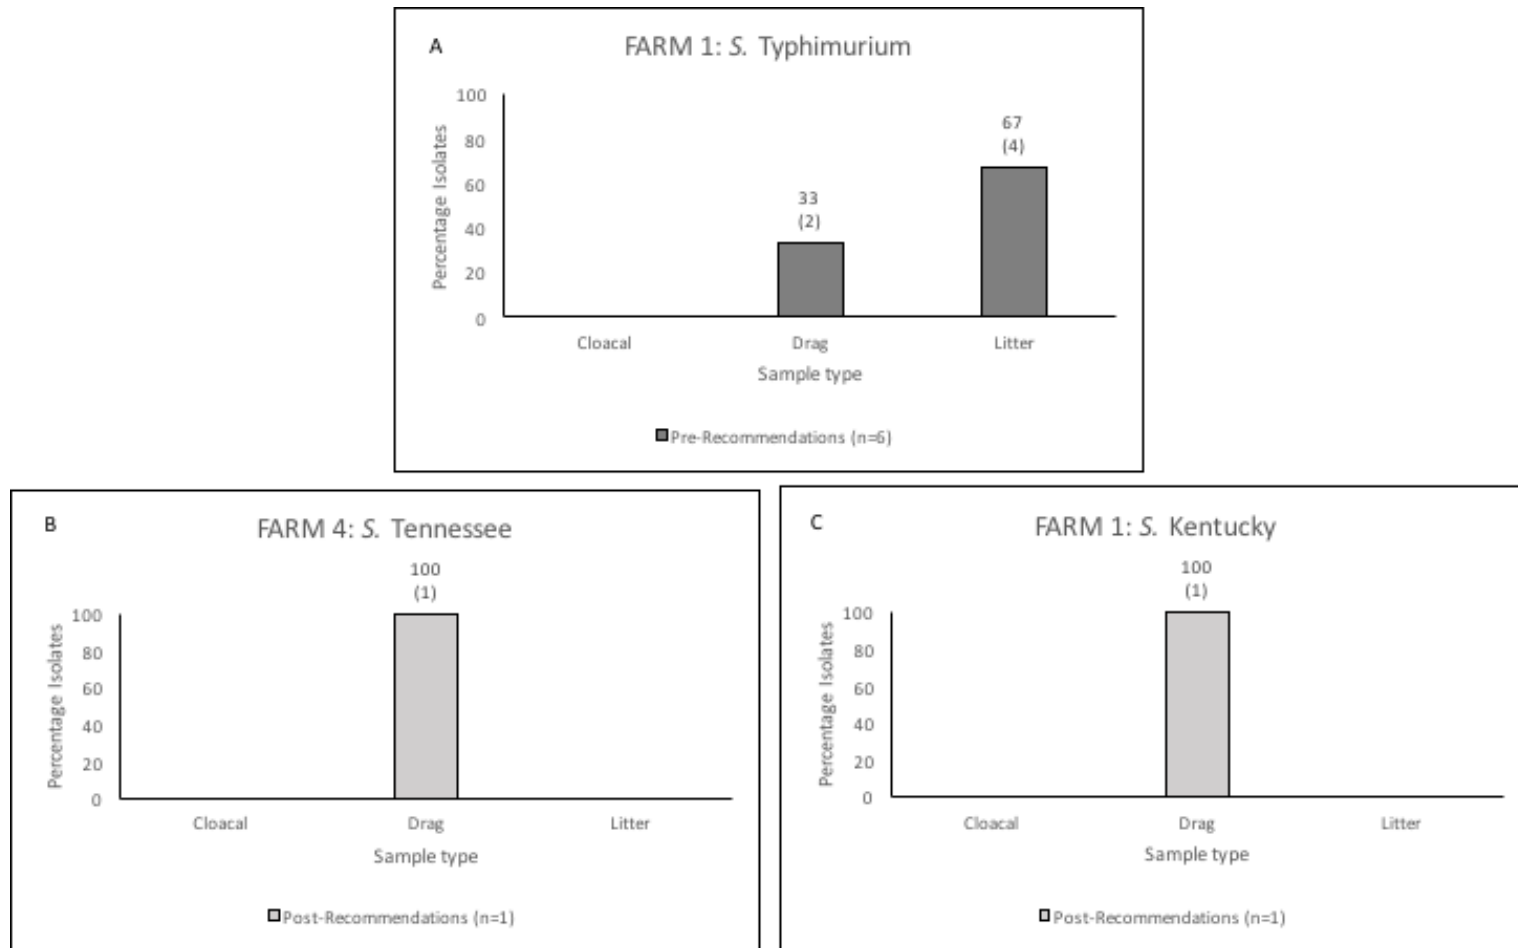 A
FARM 1: S. Typhimurium
100
80
60
40
20
0
Percentage Isolates
33
(2)
67
(4)
Cloacal
Drag
Litter
Sample type
Pre-Recommendations (n=6)
B
FARM 4: S. Tennessee
100
(1)
100
80
60
40
20
0
Percentage Isolates
Cloacal
Drag
Litter
Sample type
Post-Recommendations (n=1)
C
FARM 1: S. Kentucky
100
(1)
100
80
60
40
20
0
Percentage Isolates
Cloacal
Drag
Litter
Sample type
Post-Recommendations (n=1)